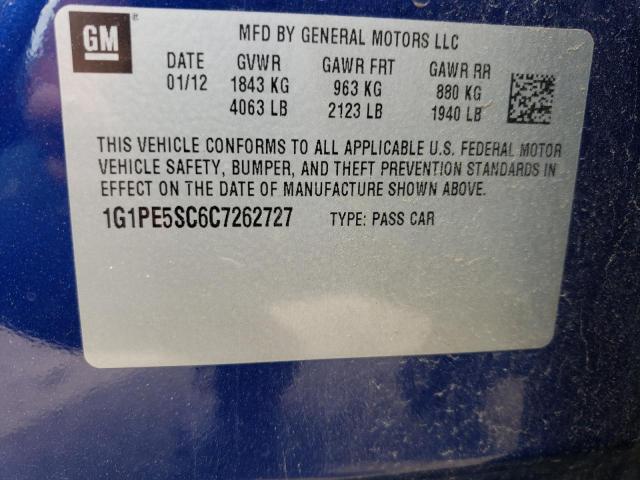 GM
MFD BY GENERAL MOTORS LLC
DATE GVWR GAWR FRT GAWR RR
01/12 1843 KG 963 KG 880 KG
4063 LB 2123 LB 1940 LB
THIS VEHICLE CONFORMS TO ALL APPLICABLE U.S. FEDERAL MOTOR
VEHICLE SAFETY, BUMPER, AND THEFT PREVENTION STANDARDS IN
EFFECT ON THE DATE OF MANUFACTURE SHOWN ABOVE.
1G1PE5SC6C7262727 TYPE: PASS CAR